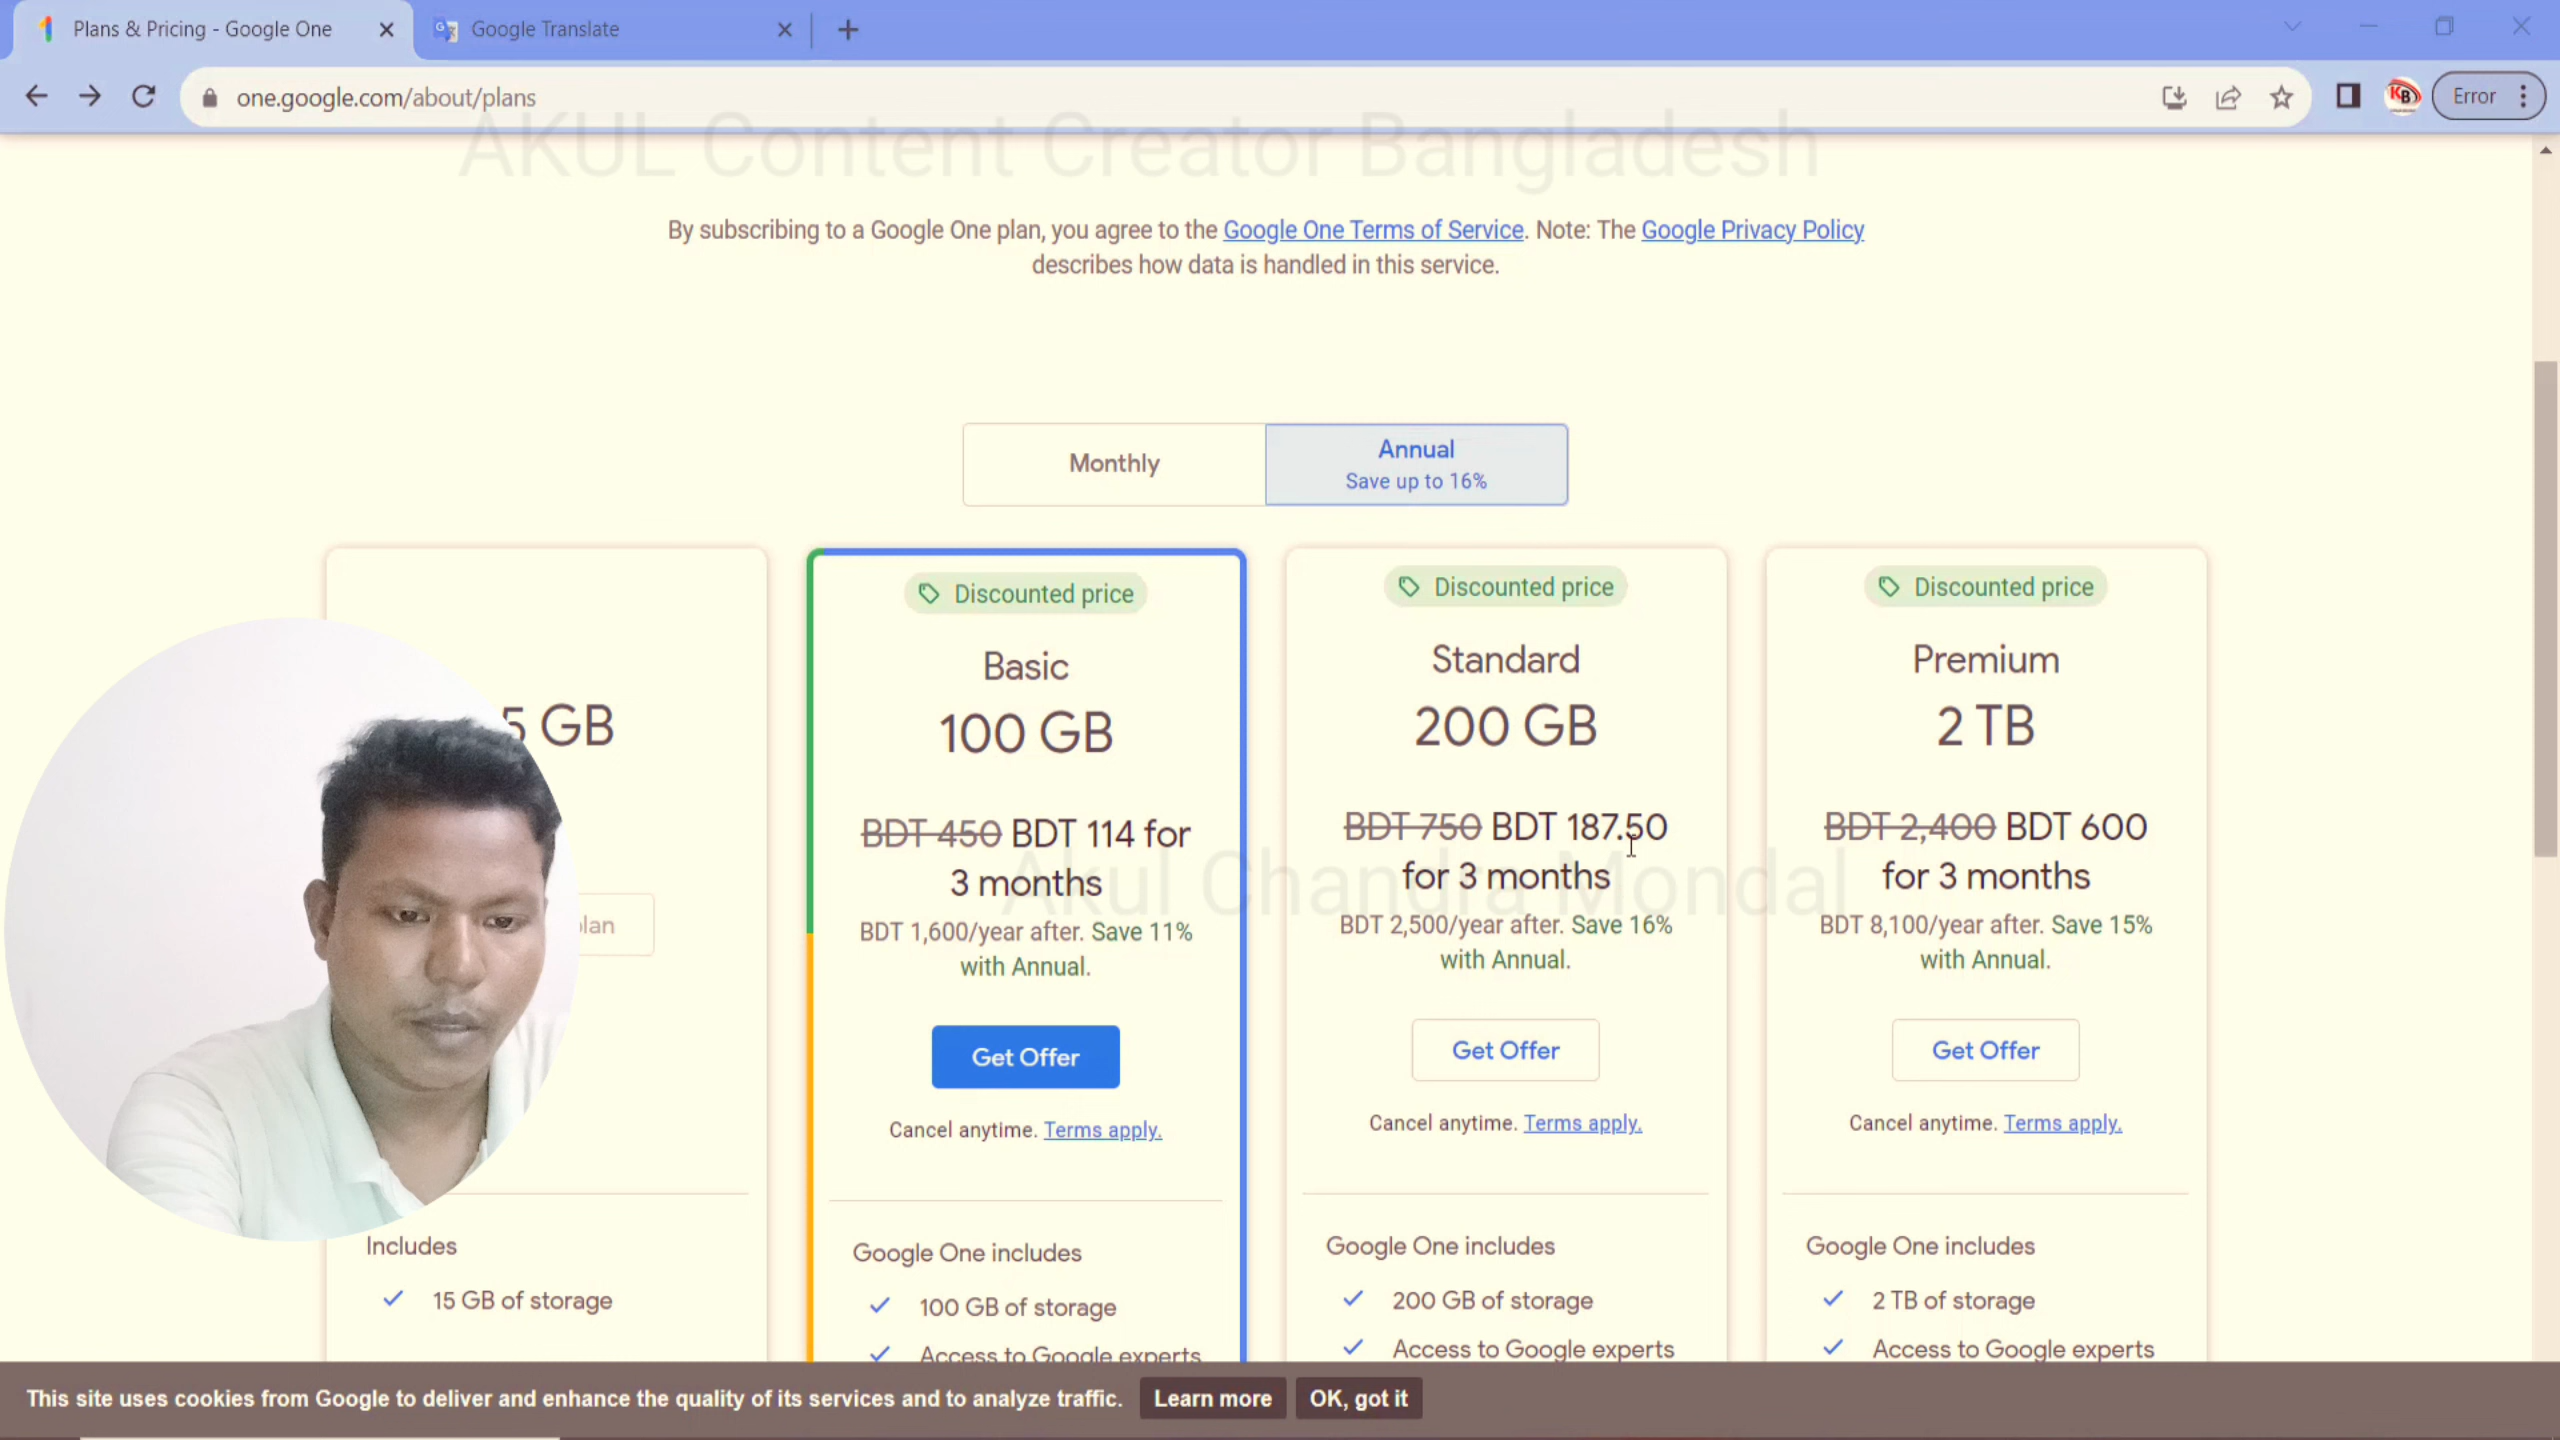 Plans & Pricing - Google One
Google Translate
one.google.com/about/plans
KB
Error
AKUL Content Creator Bangladesh
By subscribing to a Google One plan, you agree to the Google One Terms of Service. Note: The Google Privacy Policy
describes how data is handled in this service.
Monthly
Annual
Save up to 16%
5 GB
plan
Includes
15 GB of storage
Discounted price
Basic
100 GB
BDT 450 BDT 114 for
3 months
BDT 1,600/year after. Save 11%
with Annual.
Get Offer
Cancel anytime. Terms apply.
Google One includes
100 GB of storage
Access to Google experts
Discounted price
Standard
200 GB
BDT 750 BDT 187.50
for 3 months
BDT 2,500/year after. Save 16%
with Annual.
Get Offer
Cancel anytime. Terms apply.
Google One includes
200 GB of storage
Access to Google experts
Discounted price
Premium
2 TB
BDT 2,400 BDT 600
for 3 months
BDT 8,100/year after. Save 15%
with Annual.
Get Offer
Cancel anytime. Terms apply.
Google One includes
2 TB of storage
Access to Google experts
Akul Chandra Mondal
This site uses cookies from Google to deliver and enhance the quality of its services and to analyze traffic.
Learn more
OK, got it